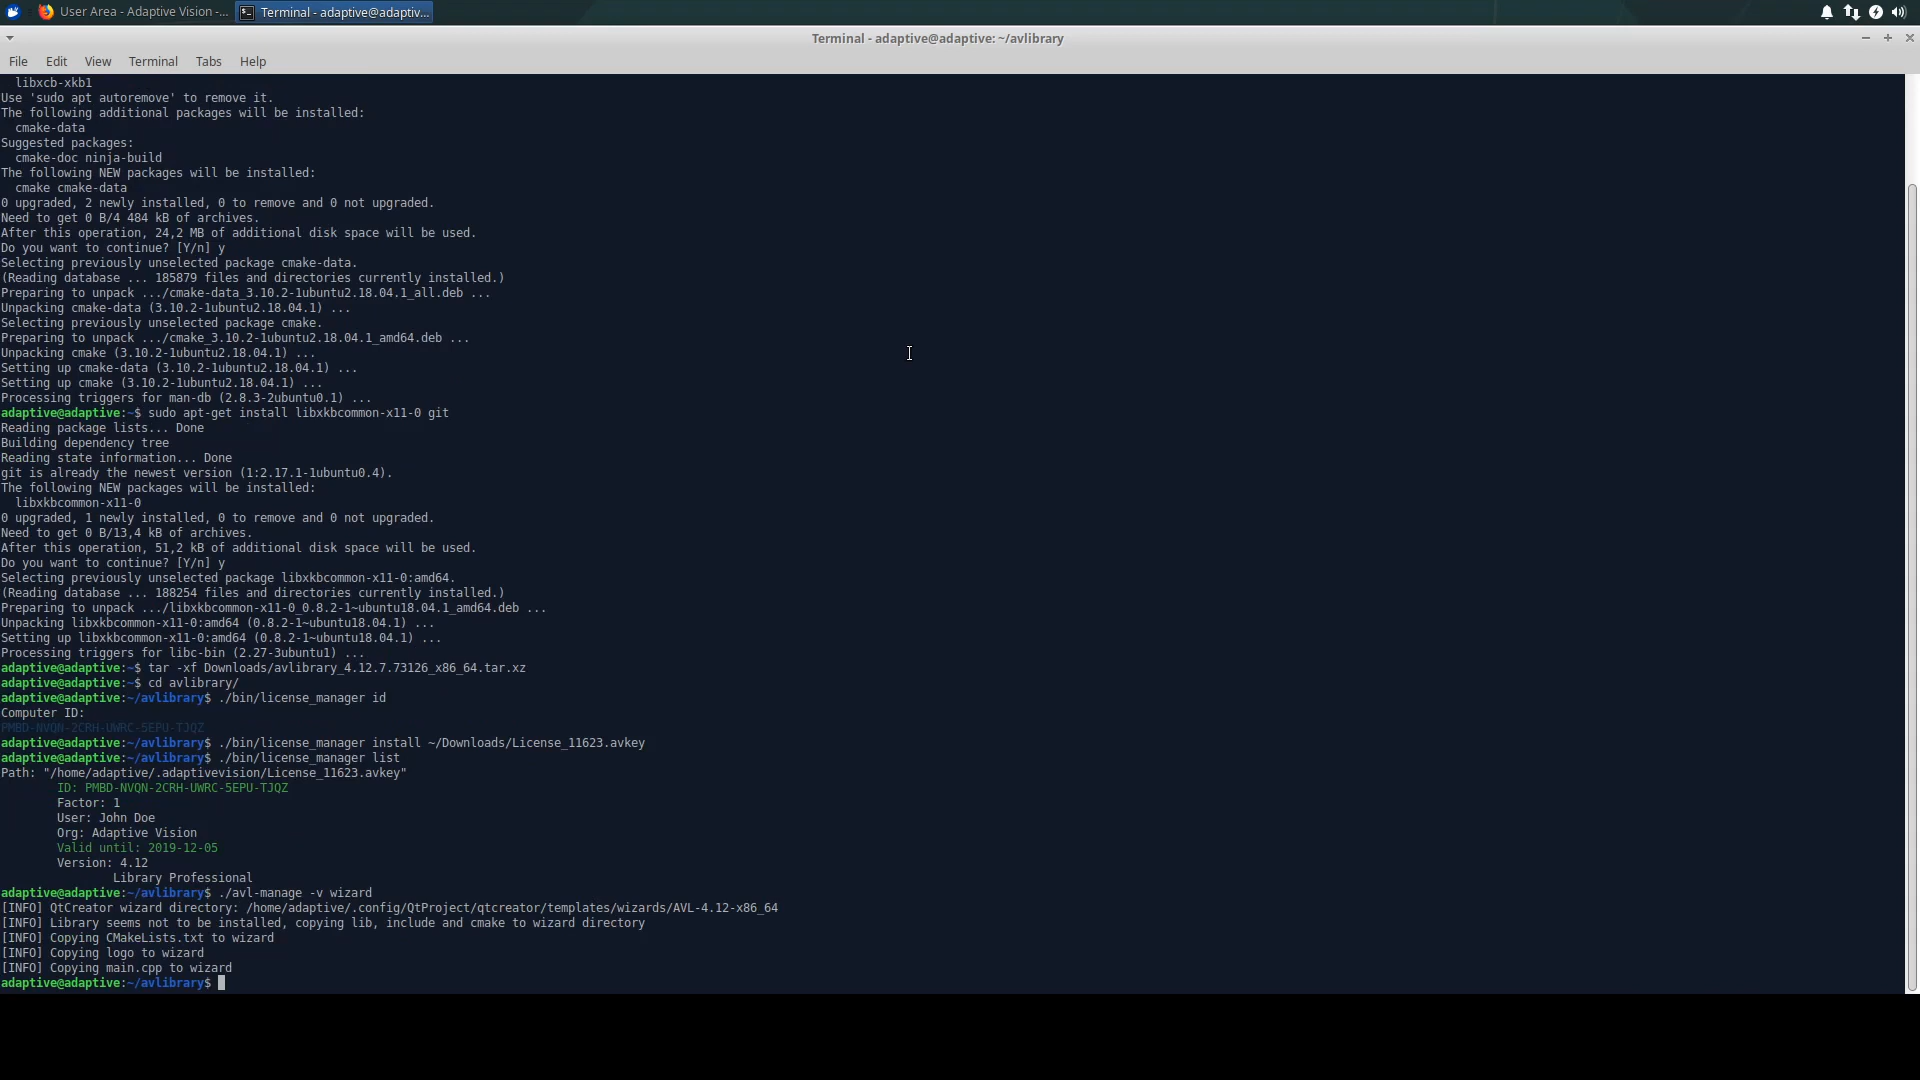 User Area - Adaptive Vision -...
Terminal - adaptive@adaptiv...
Terminal - adaptive@adaptive: ~/avlibrary
File Edit View Terminal Tabs Help
libxcb-xkb1
Use 'sudo apt autoremove' to remove it.
The following additional packages will be installed:
cmake-data
Suggested packages:
cmake-doc ninja-build
The following NEW packages will be installed:
cmake cmake-data
0 upgraded, 2 newly installed, 0 to remove and 0 not upgraded.
Need to get 0 B/4 484 kB of archives.
After this operation, 24,2 MB of additional disk space will be used.
Do you want to continue? [Y/n] y
Selecting previously unselected package cmake-data.
(Reading database ... 185879 files and directories currently installed.)
Preparing to unpack .../cmake-data_3.10.2-1ubuntu2.18.04.1_all.deb ...
Unpacking cmake-data (3.10.2-1ubuntu2.18.04.1) ...
Selecting previously unselected package cmake.
Preparing to unpack .../cmake_3.10.2-1ubuntu2.18.04.1_amd64.deb ...
Unpacking cmake (3.10.2-1ubuntu2.18.04.1) ...
Setting up cmake-data (3.10.2-1ubuntu2.18.04.1) ...
Setting up cmake (3.10.2-1ubuntu2.18.04.1) ...
Processing triggers for man-db (2.8.3-2ubuntu0.1) ...
adaptive@adaptive:~$ sudo apt-get install libxkbcommon-x11-0 git
Reading package lists... Done
Building dependency tree
Reading state information... Done
git is already the newest version (1:2.17.1-1ubuntu0.4).
The following NEW packages will be installed:
libxkbcommon-x11-0
0 upgraded, 1 newly installed, 0 to remove and 0 not upgraded.
Need to get 0 B/13,4 kB of archives.
After this operation, 51,2 kB of additional disk space will be used.
Do you want to continue? [Y/n] y
Selecting previously unselected package libxkbcommon-x11-0:amd64.
(Reading database ... 188254 files and directories currently installed.)
Preparing to unpack .../libxkbcommon-x11-0_0.8.2-1~ubuntu18.04.1_amd64.deb ...
Unpacking libxkbcommon-x11-0:amd64 (0.8.2-1~ubuntu18.04.1) ...
Setting up libxkbcommon-x11-0:amd64 (0.8.2-1~ubuntu18.04.1) ...
Processing triggers for libc-bin (2.27-3ubuntu1) ...
adaptive@adaptive:~$ tar -xf Downloads/avlibrary_4.12.7.73126_x86_64.tar.xz
adaptive@adaptive:~$ cd avlibrary/
adaptive@adaptive:~/avlibrary$ ./bin/license_manager id
Computer ID:
PMBD-NVQN-2CRH-UWRC-5EPU-TJQZ
adaptive@adaptive:~/avlibrary$ ./bin/license_manager install ~/Downloads/License_11623.avkey
adaptive@adaptive:~/avlibrary$ ./bin/license_manager list
Path: "/home/adaptive/.adaptivevision/License_11623.avkey"
ID: PMBD-NVQN-2CRH-UWRC-5EPU-TJQZ
Factor: 1
User: John Doe
Org: Adaptive Vision
Valid until: 2019-12-05
Version: 4.12
Library Professional
adaptive@adaptive:~/avlibrary$ ./avl-manage -v wizard
[INFO] QtCreator wizard directory: /home/adaptive/.config/QtProject/qtcreator/templates/wizards/AVL-4.12-x86_64
[INFO] Library seems not to be installed, copying lib, include and cmake to wizard directory
[INFO] Copying CMakeLists.txt to wizard
[INFO] Copying logo to wizard
[INFO] Copying main.cpp to wizard
adaptive@adaptive:~/avlibrary$